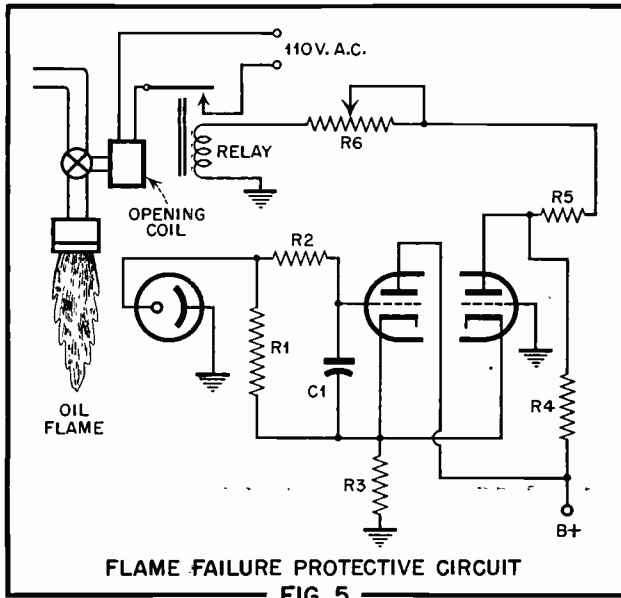 110V. A.C.
RELAY
R6
OPENING
COIL
R5
R2
R1
C1
OIL
FLAME
R4
R3
B+
FLAME FAILURE PROTECTIVE CIRCUIT
FIG. 5